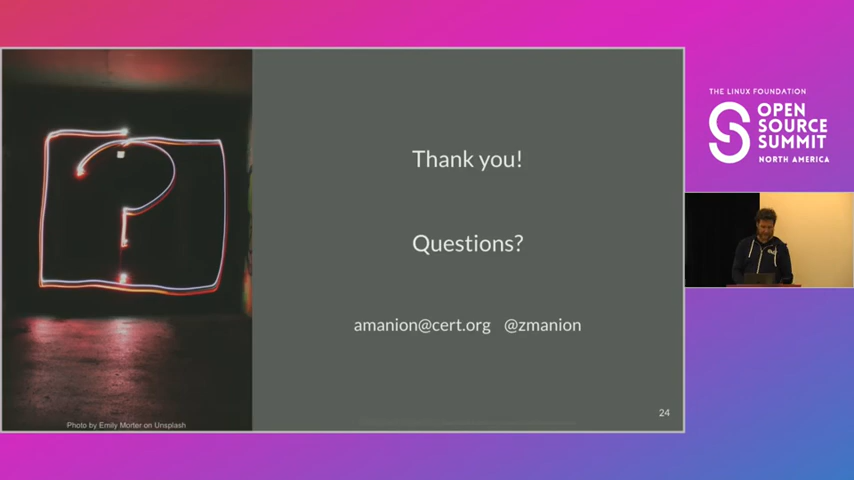 Thank you!
Questions?
amanion@cert.org @zmanion
24
Photo by Emily Morter on Unsplash
THE LINUX FOUNDATION
OPEN
SOURCE
SUMMIT
NORTH AMERICA